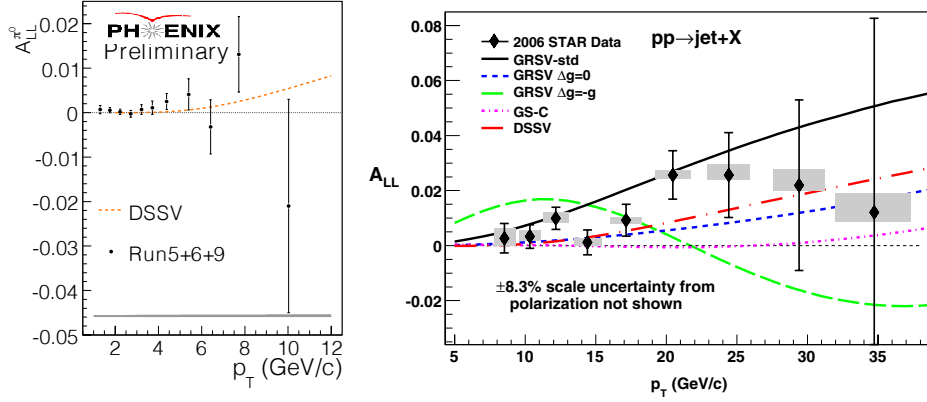 A_LL^π⁰
0.02
0.01
0
-0.01
-0.02
-0.03
-0.04
-0.05
PHENIX
Preliminary
DSSV
Run5+6+9
2 4 6 8 10 12
p_T (GeV/c)
A_LL
0.08
0.06
0.04
0.02
0
-0.02
2006 STAR Data
GRSV-std
GRSV Δg=0
GRSV Δg=-g
GS-C
DSSV
pp→jet+X
±8.3% scale uncertainty from
polarization not shown
5 10 15 20 25 30 35
p_T (GeV/c)